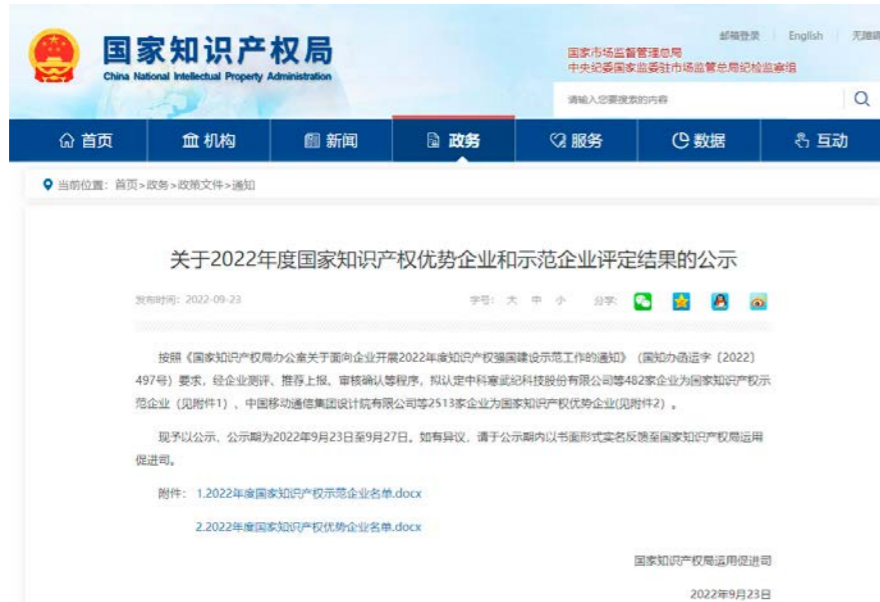 邮箱登录 English 无障碍
国家知识产权局
China National Intellectual Property Administration
国家市场监督管理总局
中央纪委国家监委驻市场监管总局纪检监察组
请输入您要搜索的内容
首页 机构 新闻 政务 服务 数据 互动
当前位置：首页>政务>政策文件>通知
关于2022年度国家知识产权优势企业和示范企业评定结果的公示
发布时间：2022-09-23 字号：大 中 小 分享:
按照《国家知识产权局办公室关于面向企业开展2022年度知识产权强国建设示范工作的通知》（国知办函运字〔2022〕
497号）要求，经企业测评、推荐上报、审核确认等程序，拟认定中科寒武纪科技股份有限公司等482家企业为国家知识产权示
范企业（见附件1）、中国移动通信集团设计院有限公司等2513家企业为国家知识产权优势企业(见附件2）。
现予以公示，公示期为2022年9月23日至9月27日。如有异议，请于公示期内以书面形式实名反馈至国家知识产权局运用
促进司。
附件： 1.2022年度国家知识产权示范企业名单.docx
2.2022年度国家知识产权优势企业名单.docx
国家知识产权局运用促进司
2022年9月23日